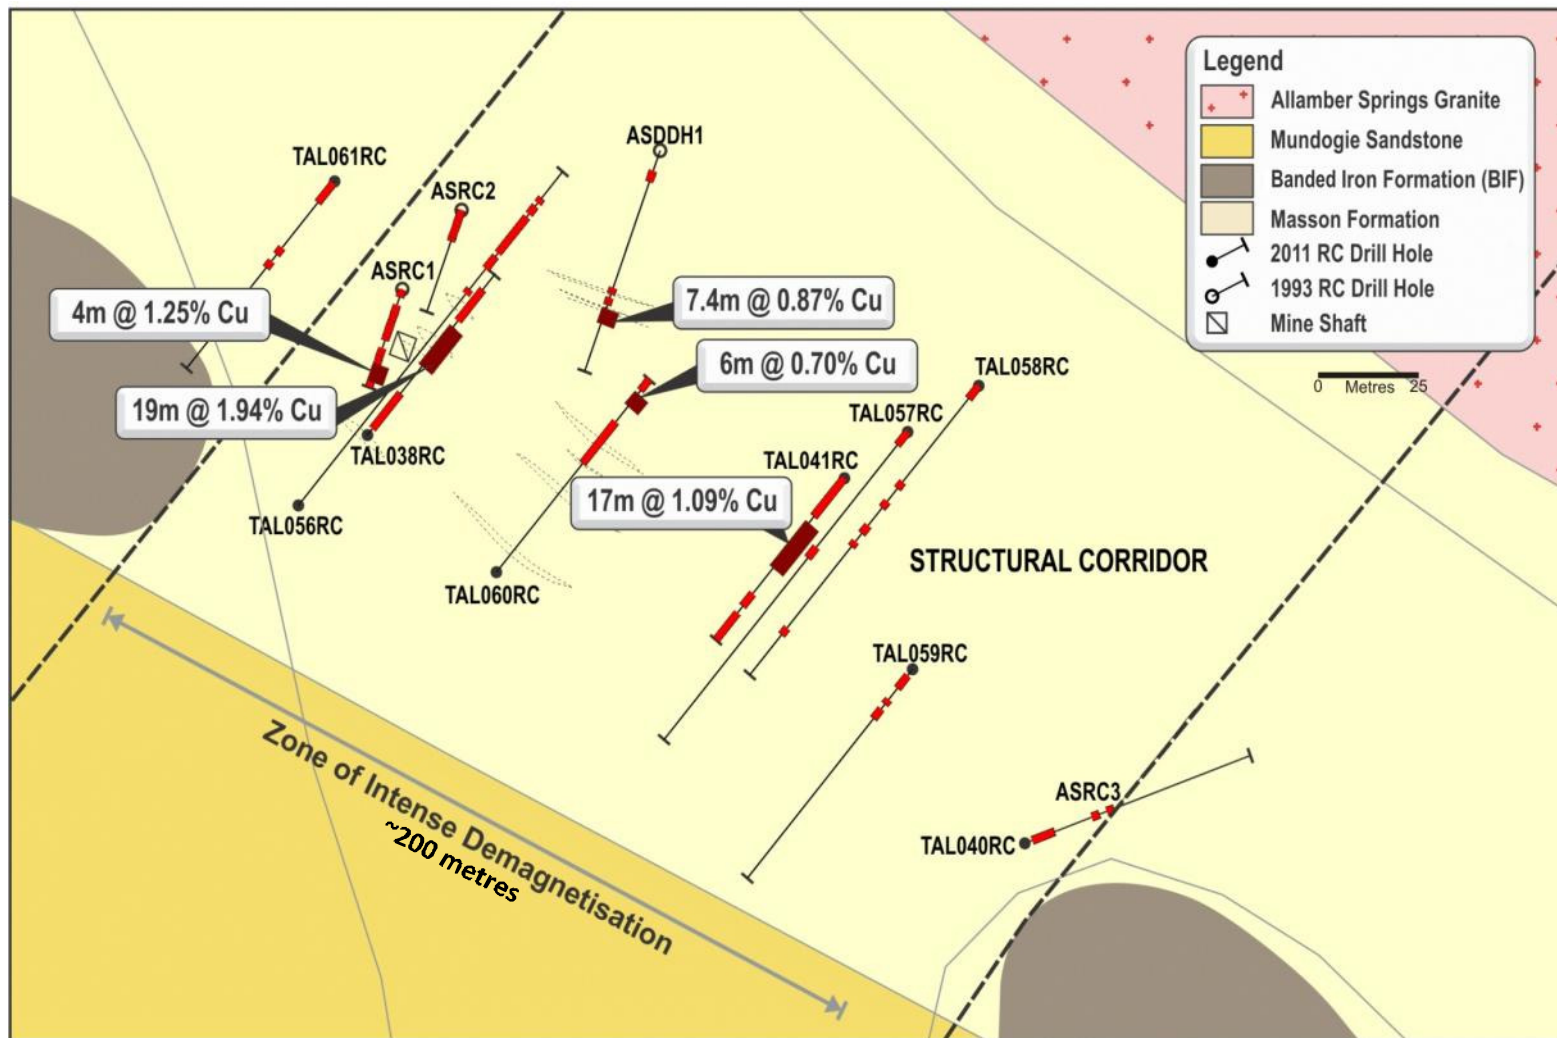 Legend
Allamber Springs Granite
Mundogie Sandstone
Banded Iron Formation (BIF)
Masson Formation
2011 RC Drill Hole
1993 RC Drill Hole
Mine Shaft
0 Metres 25
ASDDH1
TAL061RC
ASRC2
ASRC1
4m @ 1.25% Cu
7.4m @ 0.87% Cu
6m @ 0.70% Cu
19m @ 1.94% Cu
TAL058RC
TAL057RC
TAL038RC
TAL041RC
17m @ 1.09% Cu
TAL056RC
STRUCTURAL CORRIDOR
TAL060RC
TAL059RC
Zone of Intense Demagnetisation
~200 metres
ASRC3
TAL040RC